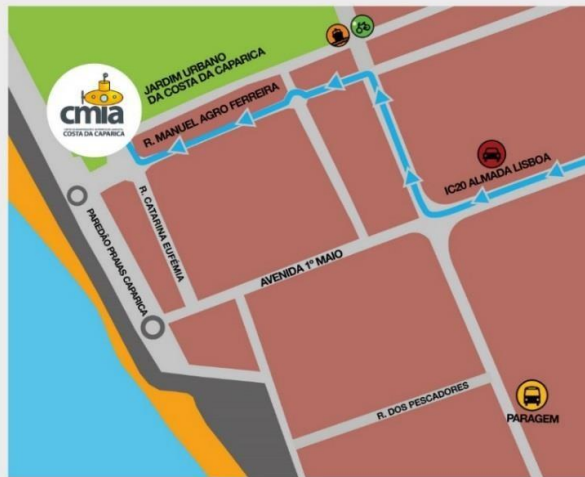 JARDIM URBANO
DA COSTA DA CAPARICA
cmia
COSTA DA CAPARICA
R. MANUEL AGRO FERREIRA
IC20 ALMADA LISBOA
R. CATARINA EUFÉMIA
PAREDÃO PRAIAS CAPARICA
AVENIDA 1º MAIO
R. DOS PESCADORES
PARAGEM